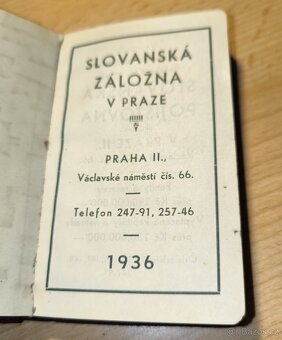 SLOVANSKÁ
ZÁLOŽNA
V PRAZE
PRAHA II.,
Václavské náměstí čís. 66.
Telefon 247-91, 257-46
1936